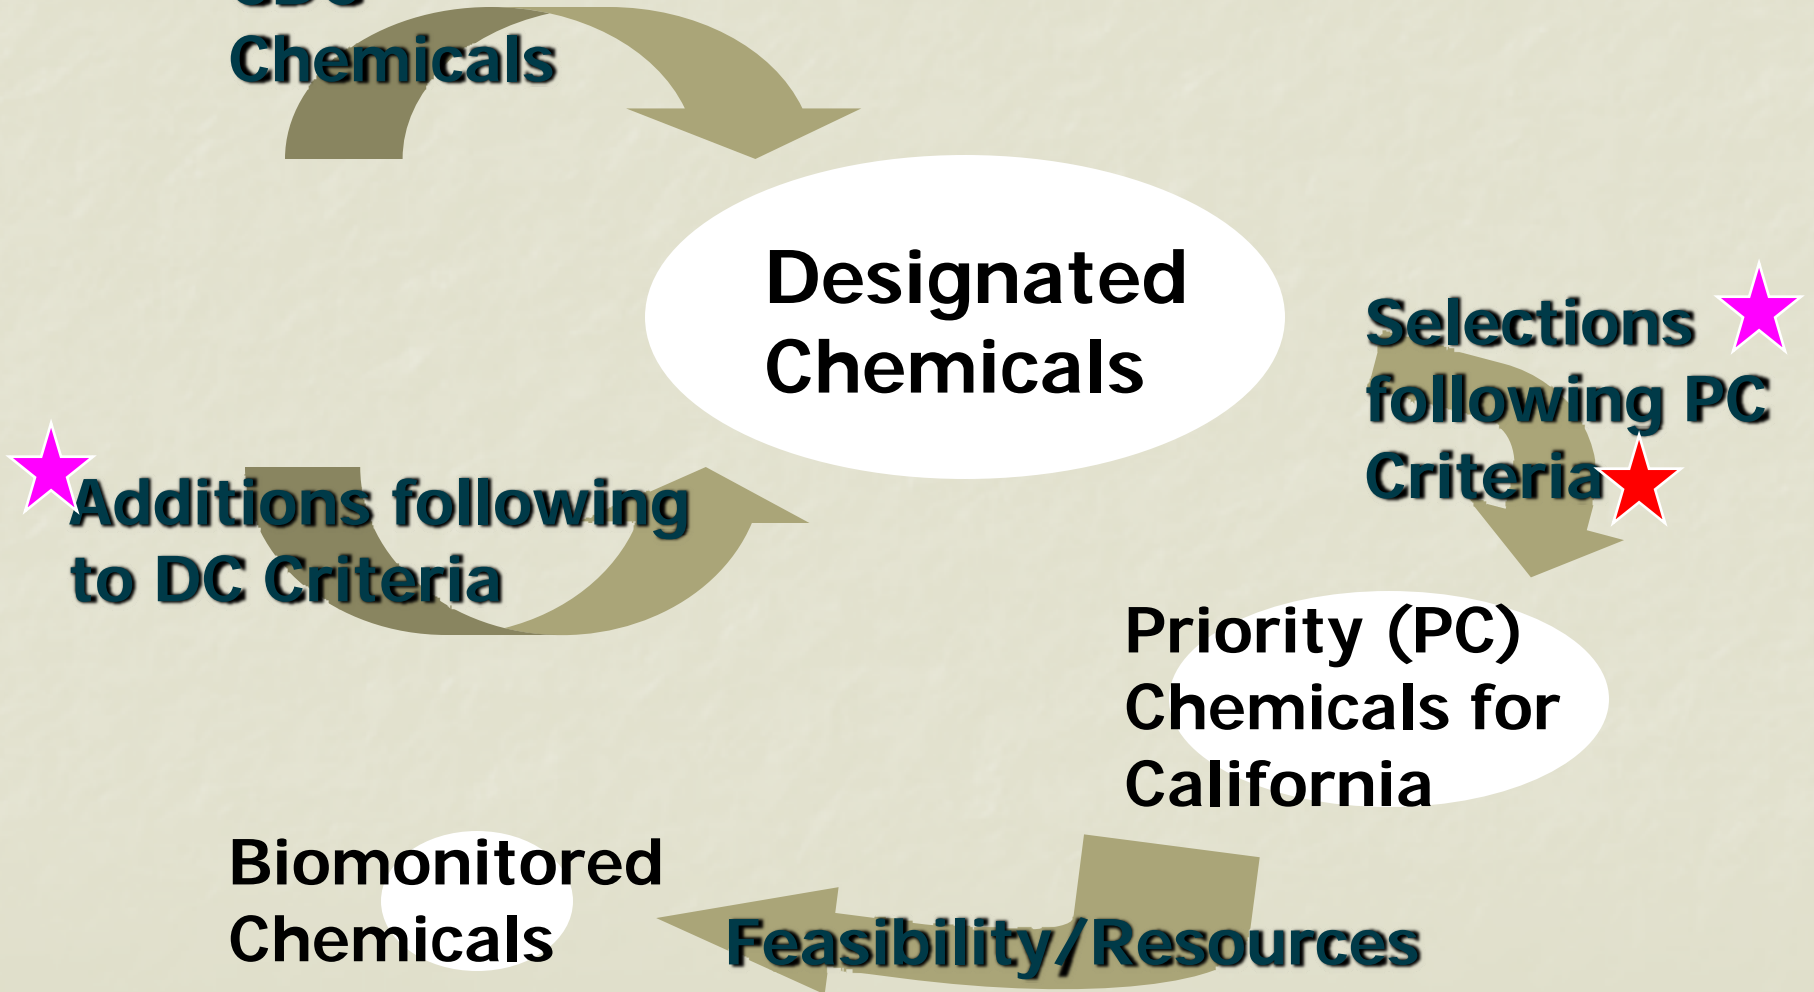 CDC
Chemicals
Designated
Chemicals
Selections
following PC
Criteria
Additions following
to DC Criteria
Priority (PC)
Chemicals for
California
Biomonitored
Chemicals
Feasibility/Resources